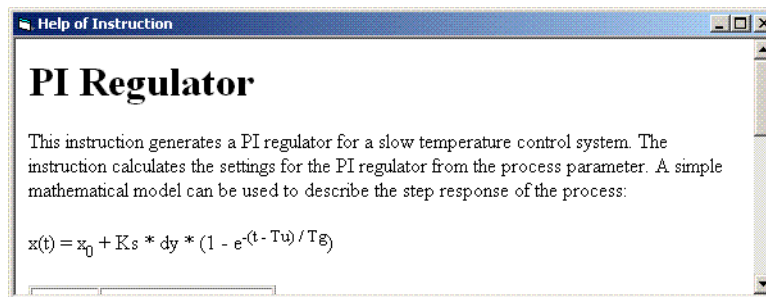 Help of Instruction
PI Regulator
This instruction generates a PI regulator for a slow temperature control system. The
instruction calculates the settings for the PI regulator from the process parameter. A simple
mathematical model can be used to describe the step response of the process:
x(t) = x0 + Ks * dy * (1 - e-(t - Tu) / Tg)